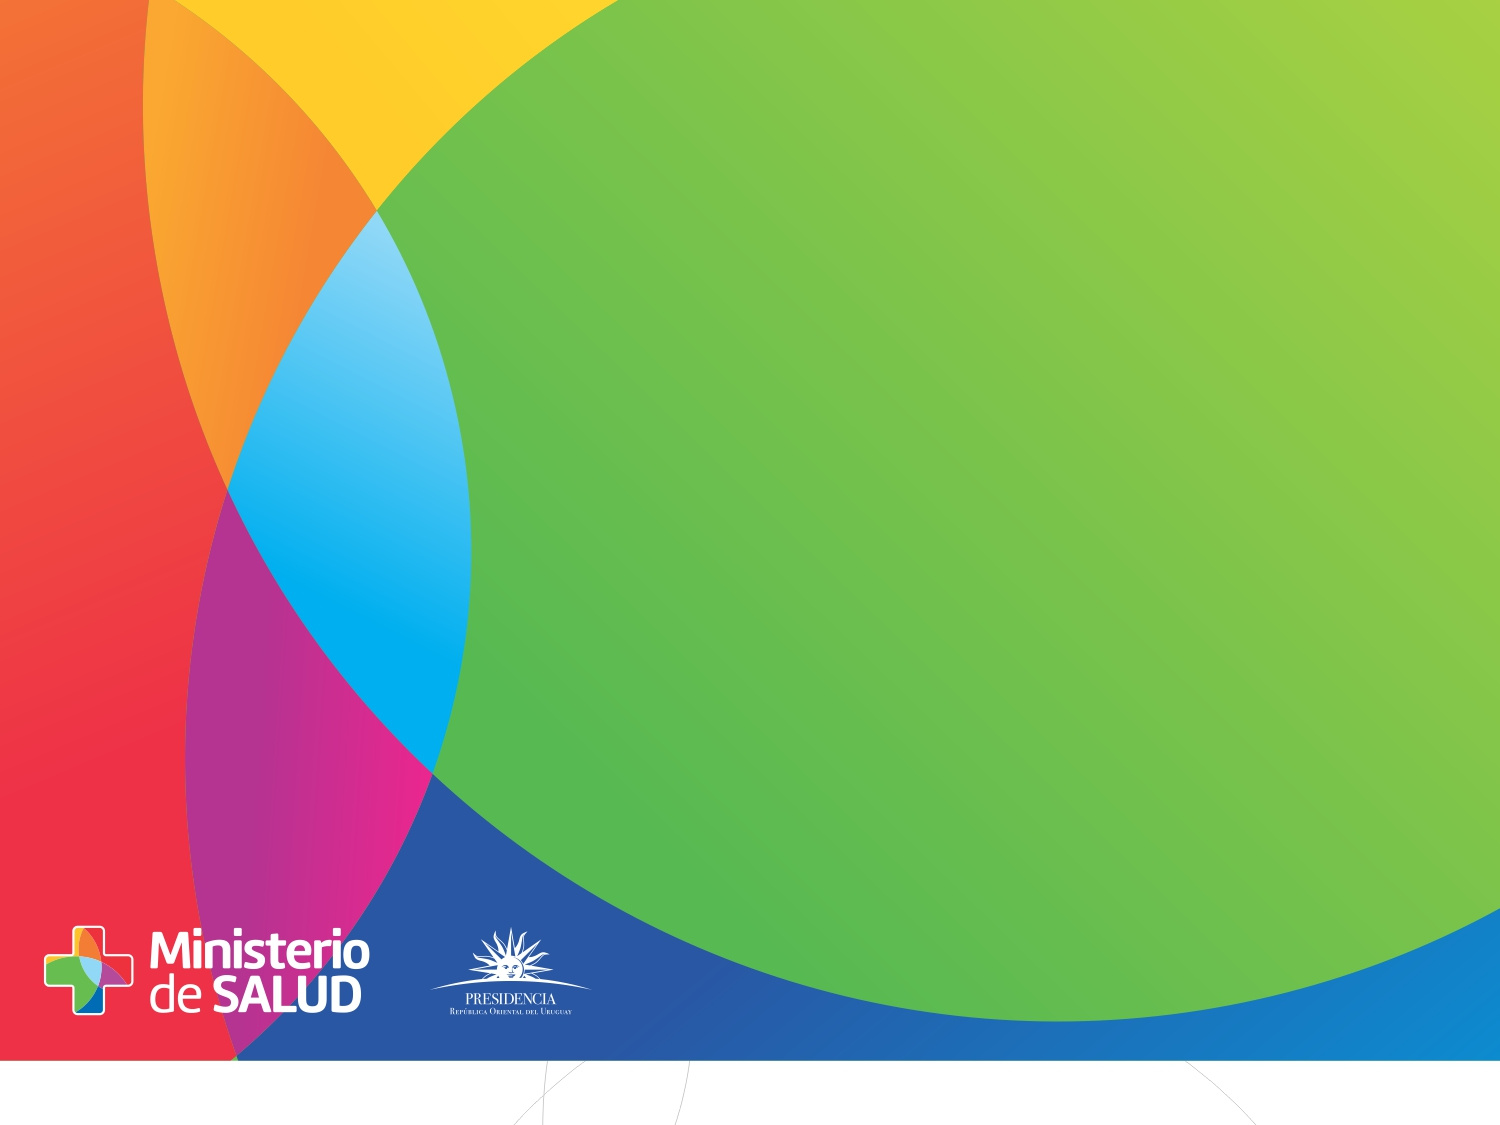 Ministerio
de SALUD
PRESIDENCIA
REPÚBLICA ORIENTAL DEL URUGUAY